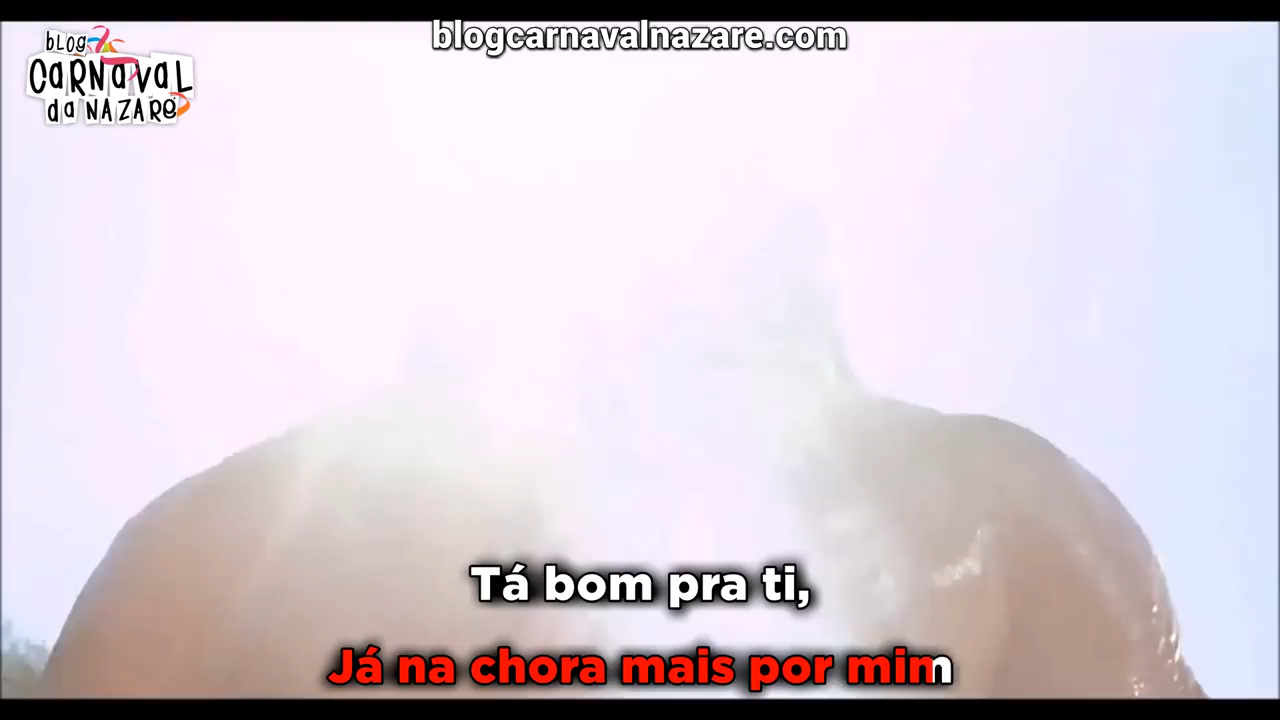 blogcarnavalnazare.com
blog
CARNAVAL
da NAZARÉ
Tá bom pra ti,
Já na chora mais por mim